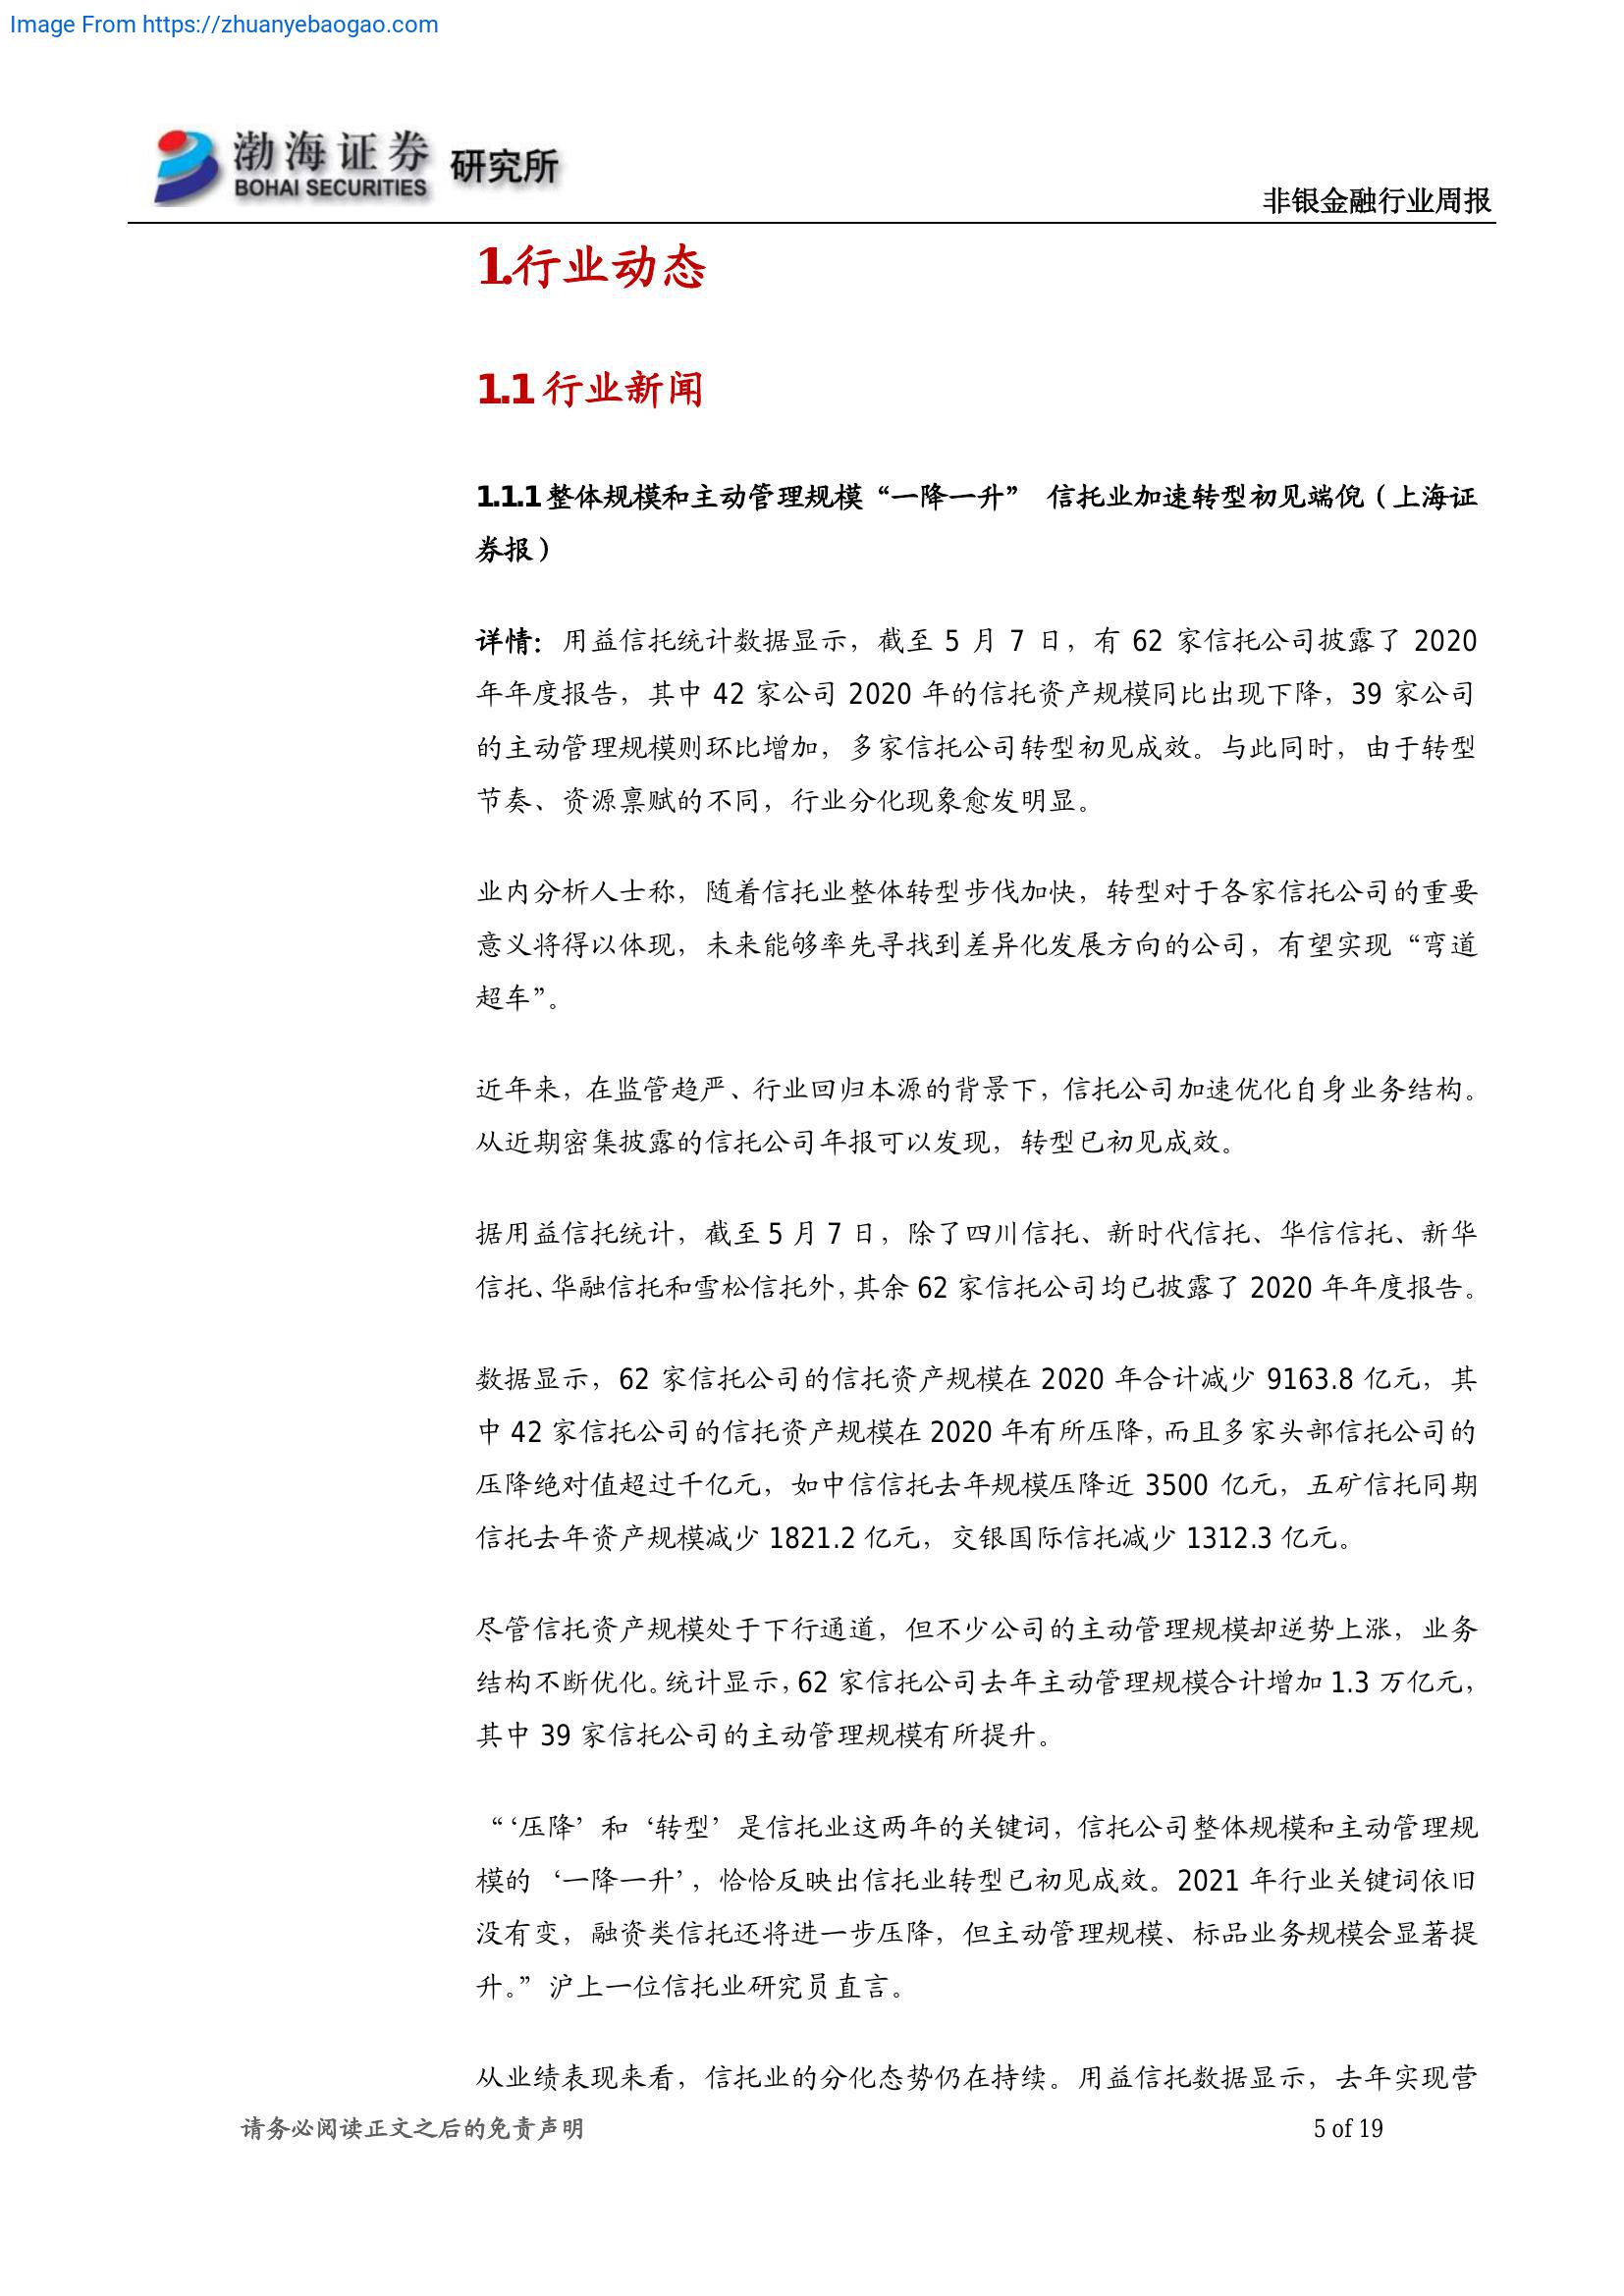 Image From https://zhuanyebaogao.com
渤海证券 研究所
BOHAI SECURITIES
非银金融行业周报
1.行业动态
1.1 行业新闻
1.1.1 整体规模和主动管理规模“一降一升” 信托业加速转型初见端倪（上海证
券报）
详情：用益信托统计数据显示，截至 5 月 7 日，有 62 家信托公司披露了 2020
年年度报告，其中 42 家公司 2020 年的信托资产规模同比出现下降，39 家公司
的主动管理规模则环比增加，多家信托公司转型初见成效。与此同时，由于转型
节奏、资源禀赋的不同，行业分化现象愈发明显。
业内分析人士称，随着信托业整体转型步伐加快，转型对于各家信托公司的重要
意义将得以体现，未来能够率先寻找到差异化发展方向的公司，有望实现“弯道
超车”。
近年来，在监管趋严、行业回归本源的背景下，信托公司加速优化自身业务结构。
从近期密集披露的信托公司年报可以发现，转型已初见成效。
据用益信托统计，截至 5 月 7 日，除了四川信托、新时代信托、华信信托、新华
信托、华融信托和雪松信托外，其余 62 家信托公司均已披露了 2020 年年度报告。
数据显示，62 家信托公司的信托资产规模在 2020 年合计减少 9163.8 亿元，其
中 42 家信托公司的信托资产规模在 2020 年有所压降，而且多家头部信托公司的
压降绝对值超过千亿元，如中信信托去年规模压降近 3500 亿元，五矿信托同期
信托去年资产规模减少 1821.2 亿元，交银国际信托减少 1312.3 亿元。
尽管信托资产规模处于下行通道，但不少公司的主动管理规模却逆势上涨，业务
结构不断优化。统计显示，62 家信托公司去年主动管理规模合计增加 1.3 万亿元，
其中 39 家信托公司的主动管理规模有所提升。
“‘压降’和‘转型’是信托业这两年的关键词，信托公司整体规模和主动管理规
模的‘一降一升’，恰恰反映出信托业转型已初见成效。2021 年行业关键词依旧
没有变，融资类信托还将进一步压降，但主动管理规模、标品业务规模会显著提
升。”沪上一位信托业研究员直言。
从业绩表现来看，信托业的分化态势仍在持续。用益信托数据显示，去年实现营
请务必阅读正文之后的免责声明
5 of 19